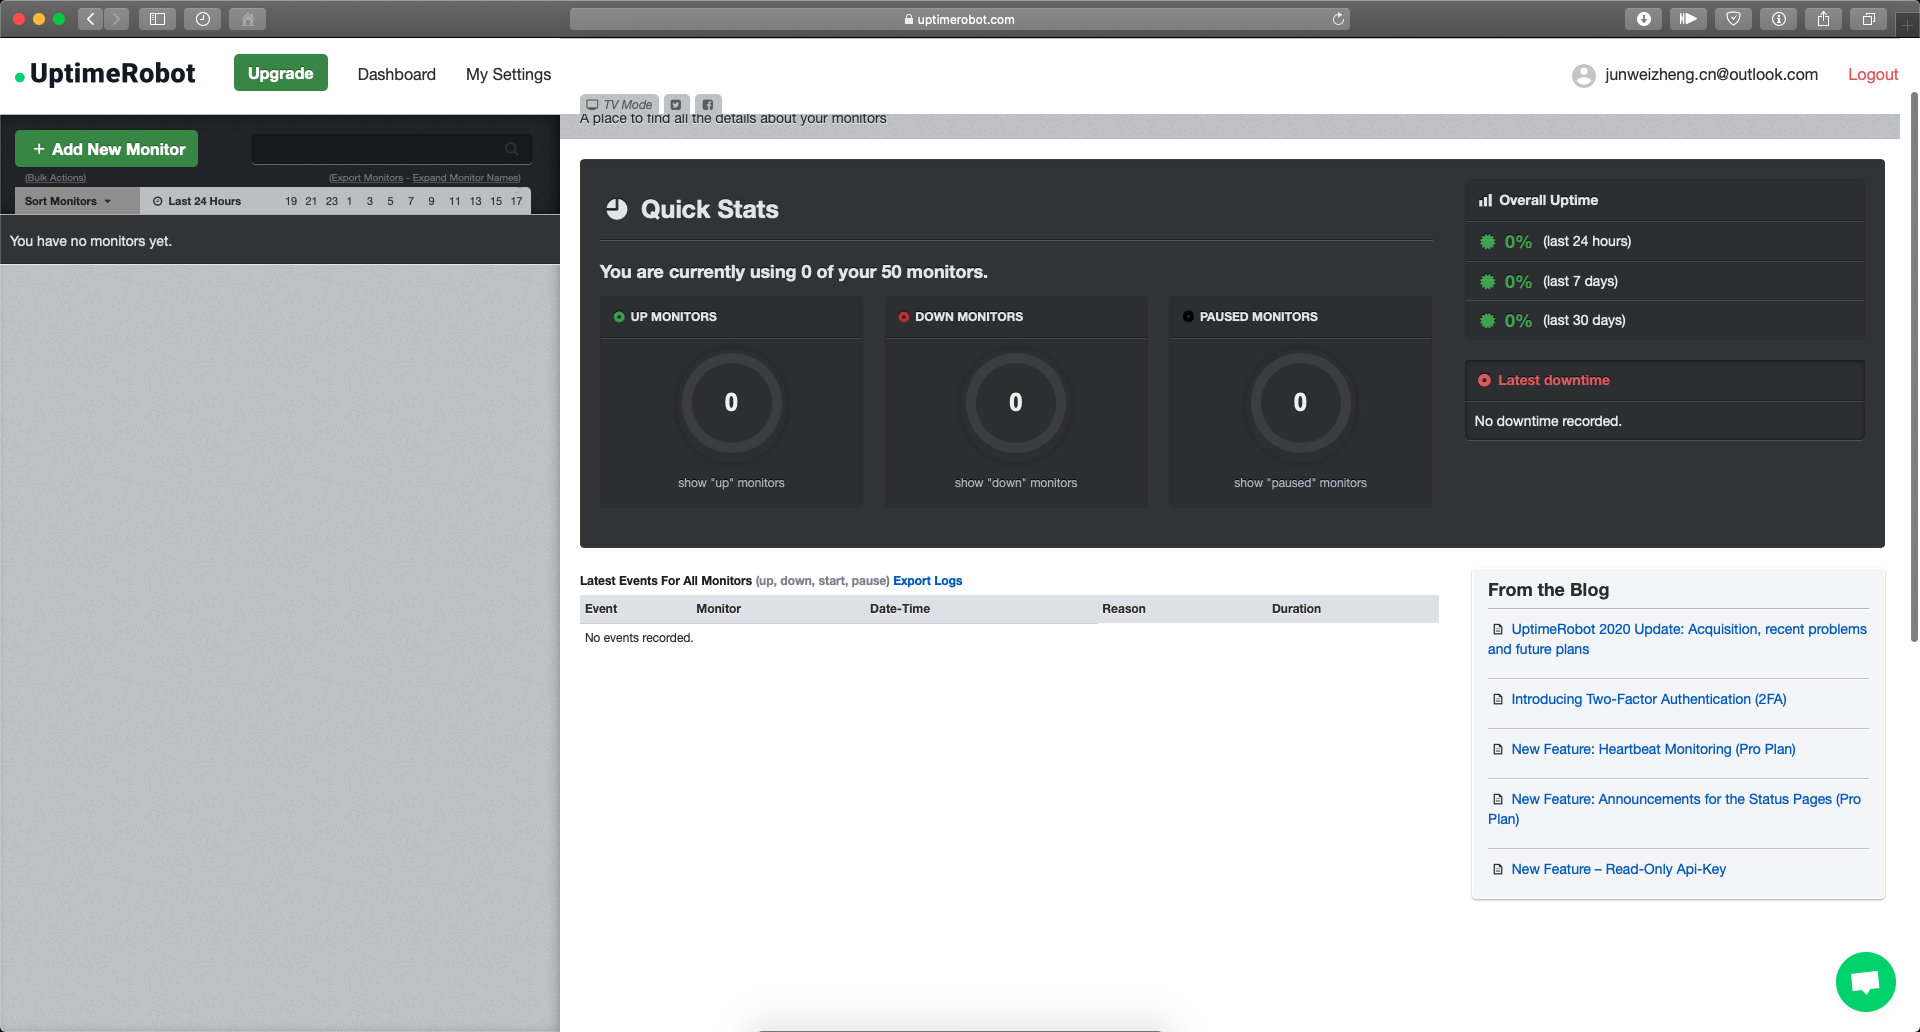 uptimerobot.com
UptimeRobot
Upgrade
Dashboard
My Settings
junweizheng.cn@outlook.com
Logout
TV Mode
A place to find all the details about your monitors
+ Add New Monitor
(Bulk Actions)
(Export Monitors - Expand Monitor Names)
Sort Monitors
Last 24 Hours
19 21 23 1 3 5 7 9 11 13 15 17
You have no monitors yet.
Quick Stats
You are currently using 0 of your 50 monitors.
UP MONITORS
0
show "up" monitors
DOWN MONITORS
0
show "down" monitors
PAUSED MONITORS
0
show "paused" monitors
Overall Uptime
0% (last 24 hours)
0% (last 7 days)
0% (last 30 days)
Latest downtime
No downtime recorded.
Latest Events For All Monitors (up, down, start, pause) Export Logs
Event Monitor Date-Time Reason Duration
No events recorded.
From the Blog
UptimeRobot 2020 Update: Acquisition, recent problems
and future plans
Introducing Two-Factor Authentication (2FA)
New Feature: Heartbeat Monitoring (Pro Plan)
New Feature: Announcements for the Status Pages (Pro
Plan)
New Feature – Read-Only Api-Key